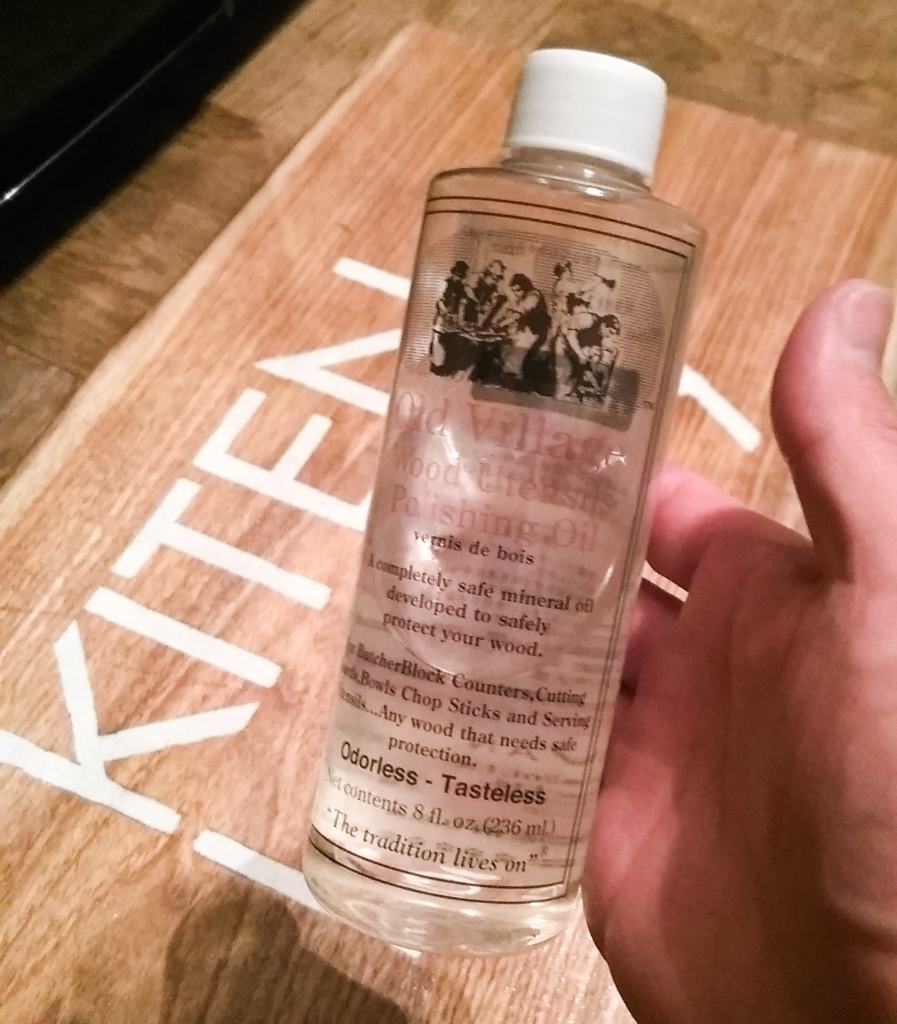 Old Village
Wood Utensils
Polishing Oil
vernis de bois
A completely safe mineral oil
developed to safely
protect your wood.
ButcherBlock Counters,Cutting
Bowls Chop Sticks and Serving
Any wood that needs safe
protection.
Odorless - Tasteless
Net contents 8 fl. oz. (236 ml.)
"The tradition lives on"®
KITEN